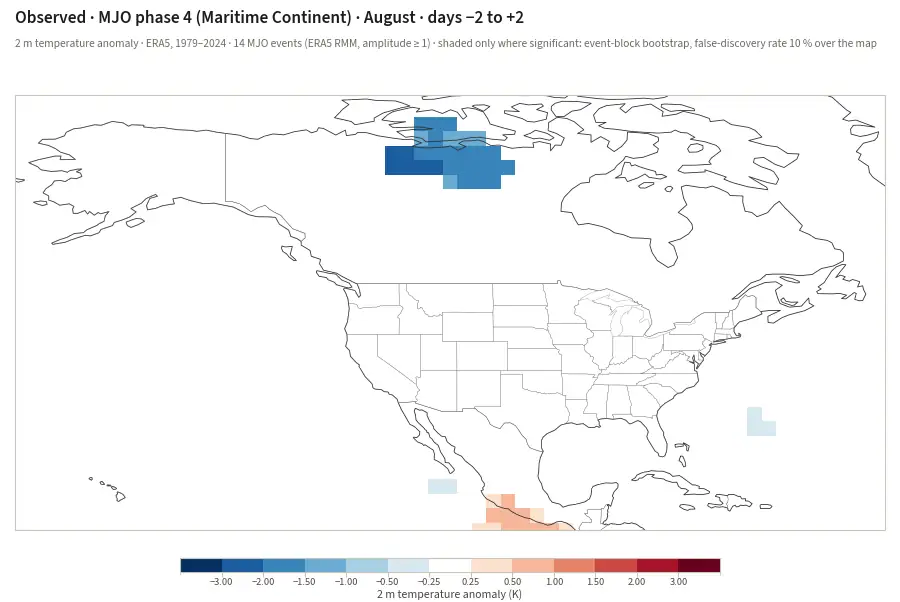 Observed · MJO phase 4 (Maritime Continent) · August · days −2 to +2
2 m temperature anomaly · ERA5, 1979–2024 · 14 MJO events (ERA5 RMM, amplitude ≥ 1) · shaded only where significant: event-block bootstrap, false-discovery rate 10 % over the map
−3.00 −2.00 −1.50 −1.00 −0.50 −0.25 0.25 0.50 1.00 1.50 2.00 3.00
2 m temperature anomaly (K)